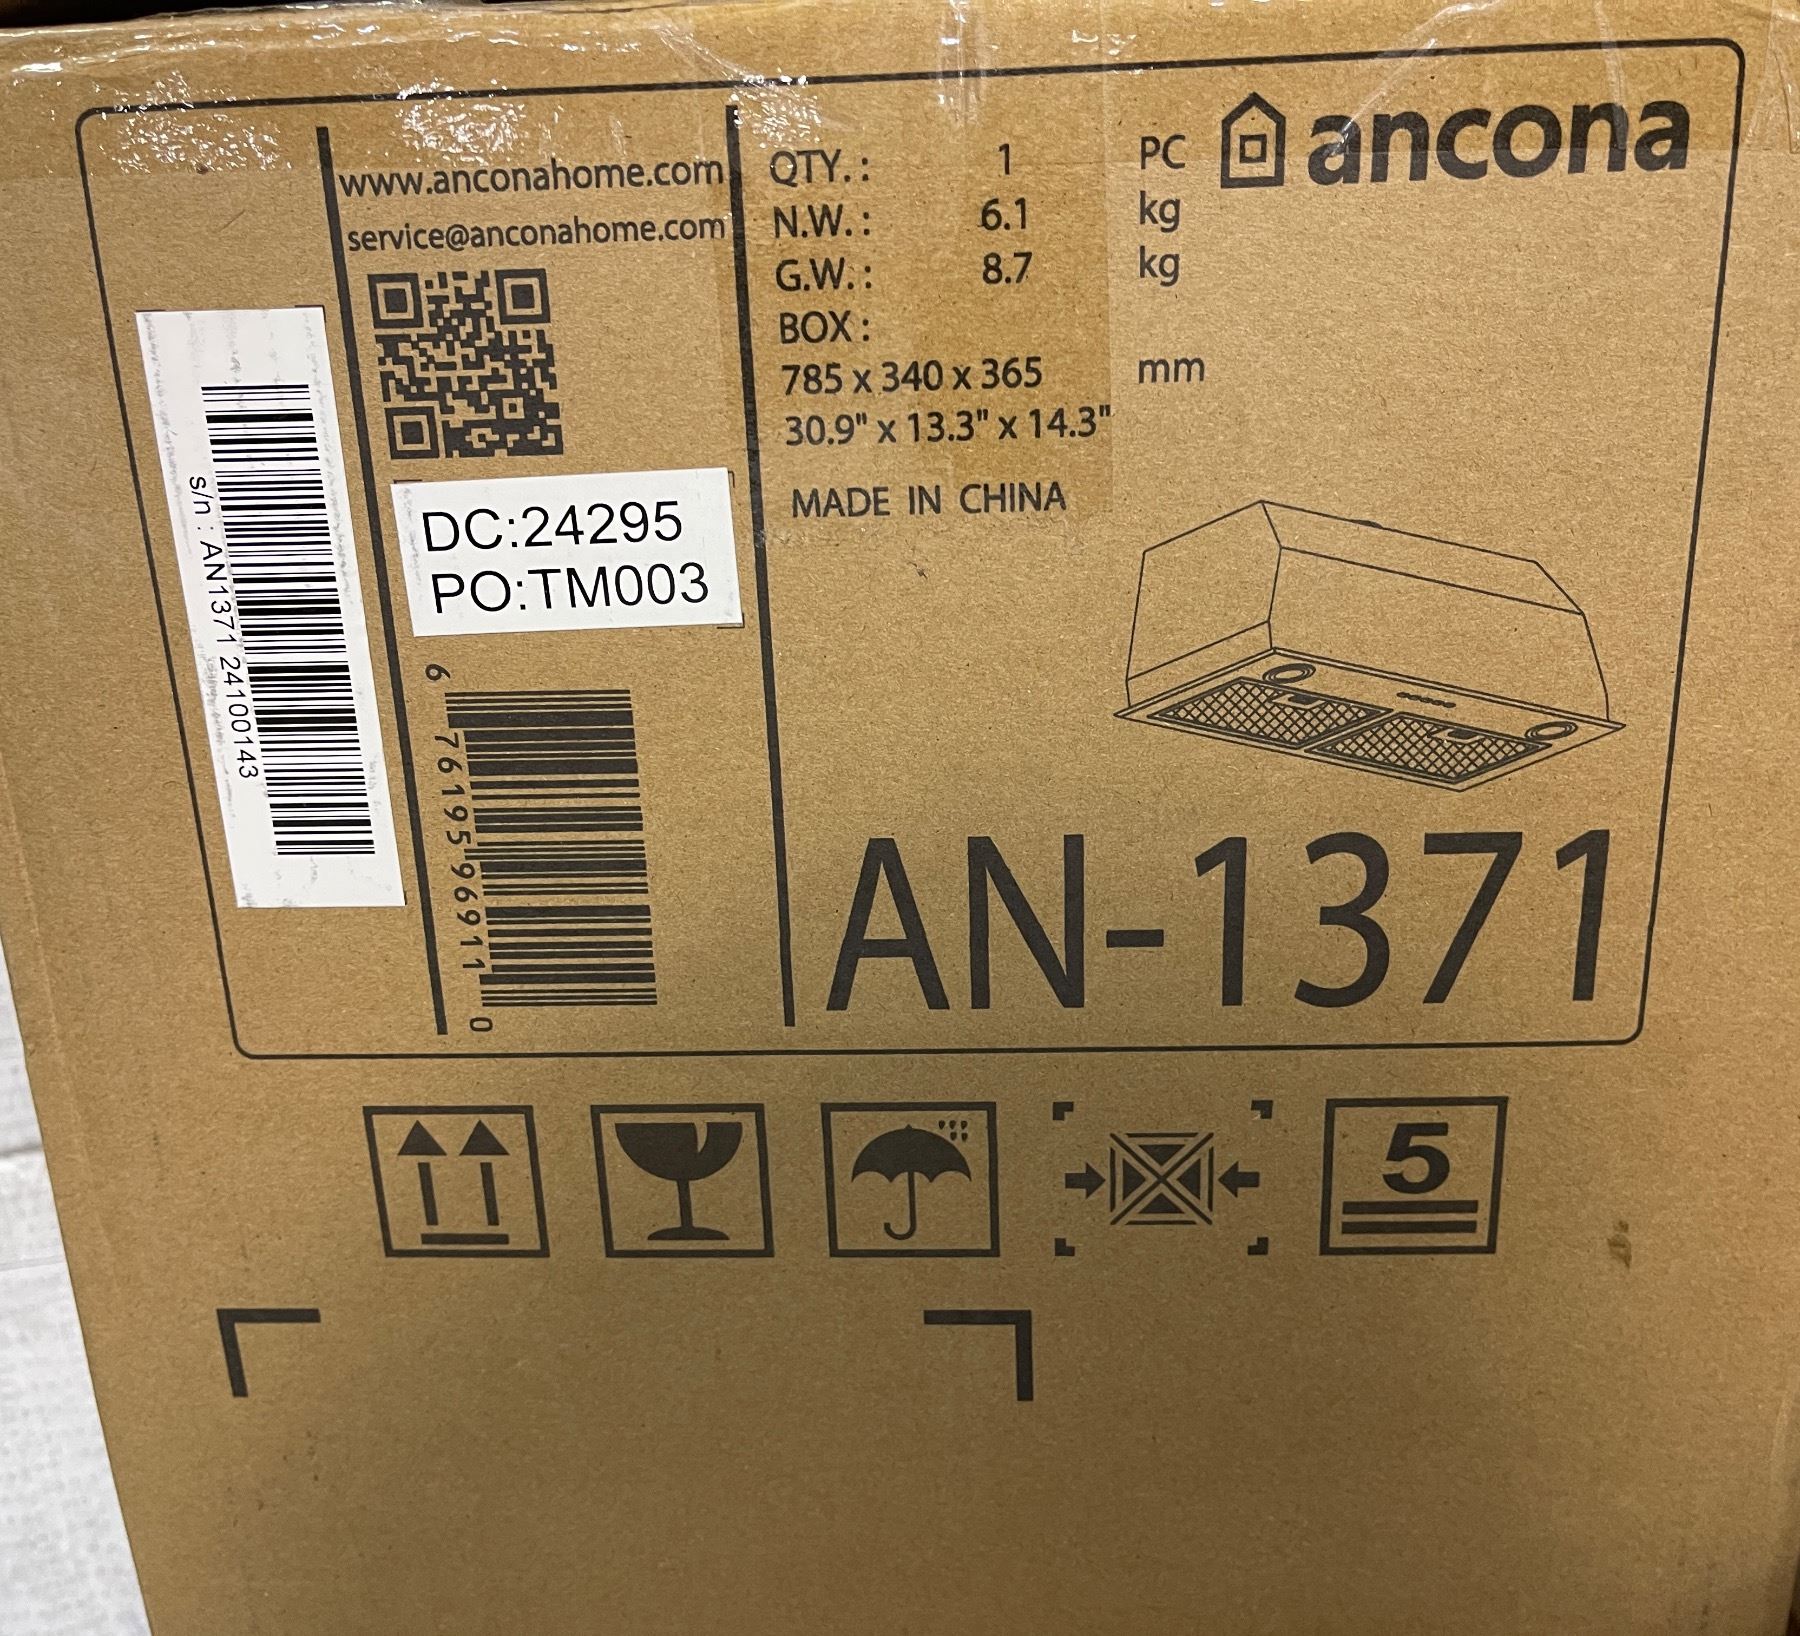 www.anconahome.com
service@anconahome.com
s/n : AN1371 24100143
DC:24295
PO:TM003
6 76195 96911 0
QTY. : 1 PC
N.W. : 6.1 kg
G.W. : 8.7 kg
BOX :
785 x 340 x 365 mm
30.9" x 13.3" x 14.3"
MADE IN CHINA
ancona
AN-1371
5